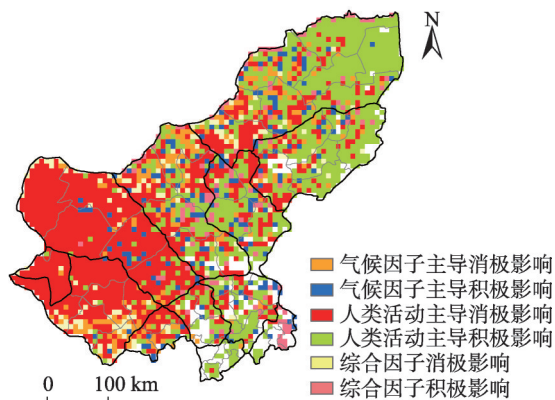 N
气候因子主导消极影响
气候因子主导积极影响
人类活动主导消极影响
人类活动主导积极影响
综合因子消极影响
综合因子积极影响
0 100 km